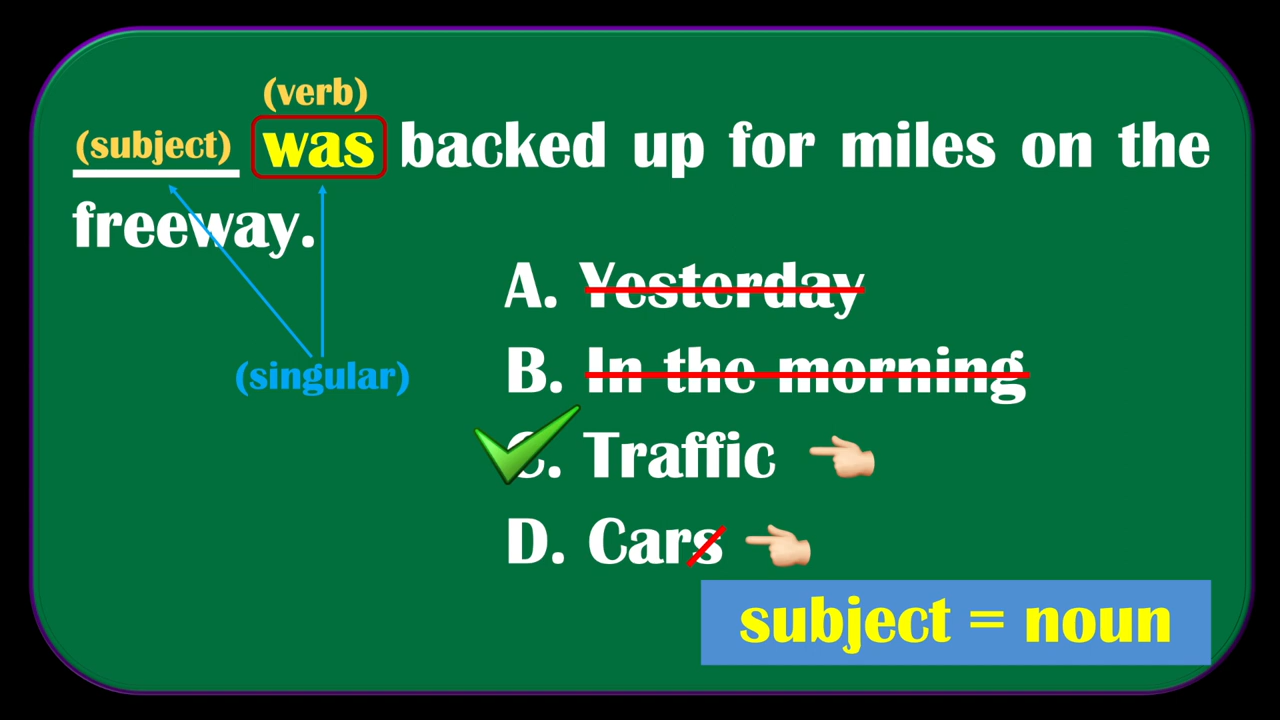 (verb)
(subject) was backed up for miles on the
freeway.
A. Yesterday
B. In the morning
(singular)
C. Traffic
D. Cars
subject = noun